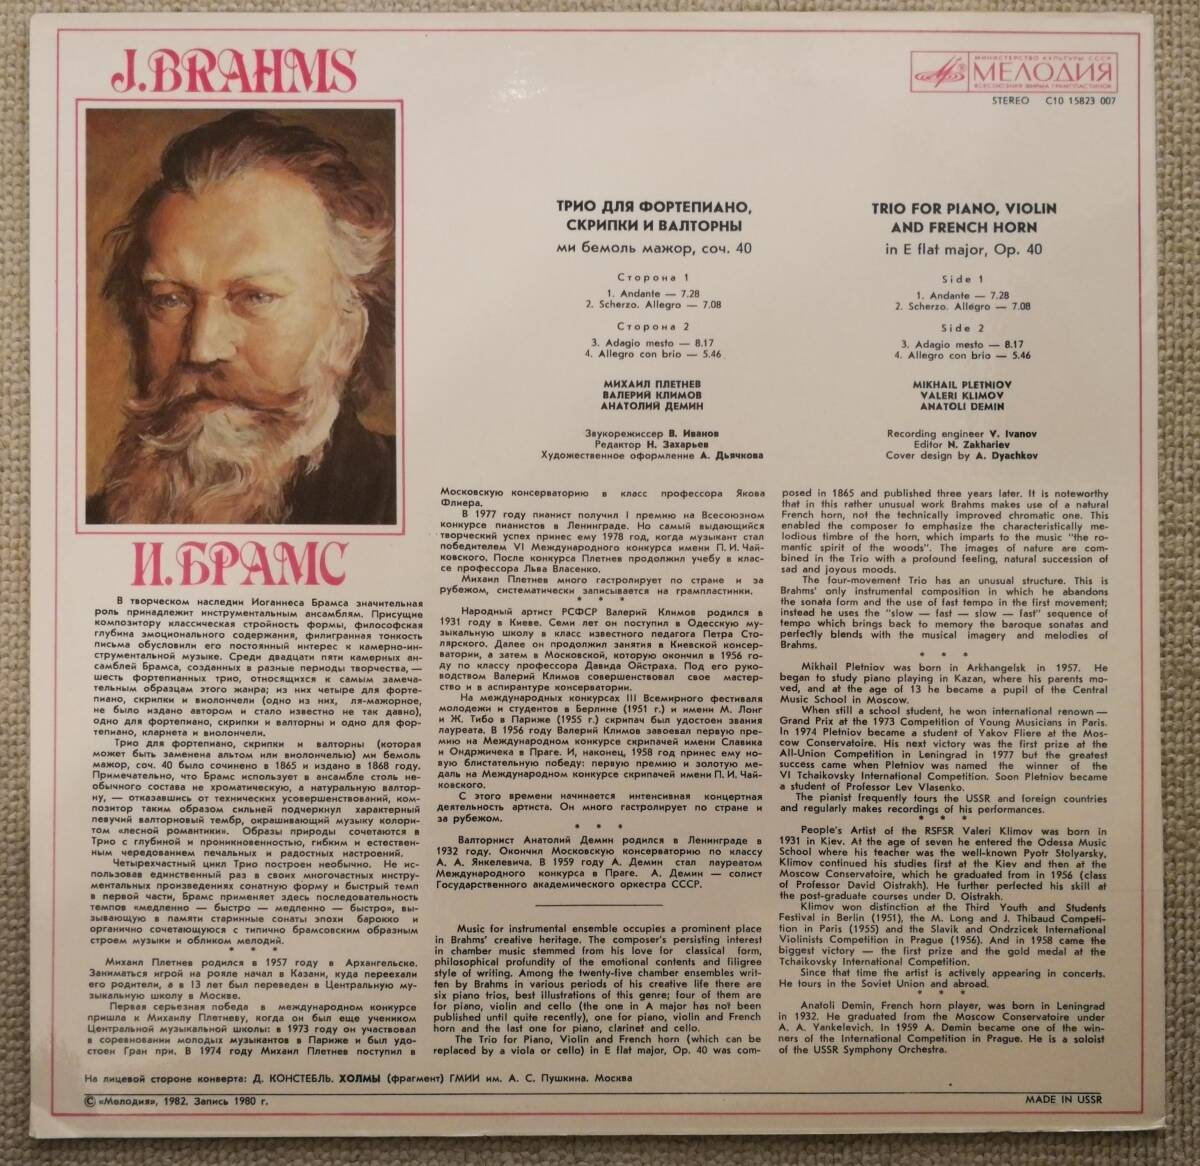 J. BRAHMS
МИНИСТЕРСТВО КУЛЬТУРЫ СССР
МЕЛОДИЯ
ВСЕСОЮЗНАЯ ФИРМА ГРАМПЛАСТИНОК
STEREO C10 15823 007
ТРИО ДЛЯ ФОРТЕПИАНО,
СКРИПКИ И ВАЛТОРНЫ
ми бемоль мажор, соч. 40
Сторона 1
1. Andante — 7.28
2. Scherzo. Allegro — 7.08
Сторона 2
3. Adagio mesto — 8.17
4. Allegro con brio — 5.46
МИХАИЛ ПЛЕТНЕВ
ВАЛЕРИЙ КЛИМОВ
АНАТОЛИЙ ДЕМИН
Звукорежиссер В. Иванов
Редактор Н. Захарьев
Художественное оформление А. Дьячкова
TRIO FOR PIANO, VIOLIN
AND FRENCH HORN
in E flat major, Op. 40
Side 1
1. Andante — 7.28
2. Scherzo. Allegro — 7.08
Side 2
3. Adagio mesto — 8.17
4. Allegro con brio — 5.46
MIKHAIL PLETNIOV
VALERI KLIMOV
ANATOLI DEMIN
Recording engineer V. Ivanov
Editor N. Zakhariev
Cover design by A. Dyachkov
И. БРАМС
В творческом наследии Иоганнеса Брамса значительная
роль принадлежит инструментальным ансамблям. Присущие
композитору классическая стройность формы, философская
глубина эмоционального содержания, филигранная тонкость
письма обусловили его постоянный интерес к камерно-ин-
струментальной музыке. Среди двадцати пяти камерных ан-
самблей Брамса, созданных в разные периоды творчества, —
шесть фортепианных трио, относящихся к самым замеча-
тельным образцам этого жанра; из них четыре для форте-
пиано, скрипки и виолончели (одно из них, ля-мажорное,
не было издано автором и стало известно не так давно),
одно для фортепиано, скрипки и валторны и одно для фор-
тепиано, кларнета и виолончели.
Трио для фортепиано, скрипки и валторны (которая
может быть заменена альтом или виолончелью) ми бемоль
мажор, соч. 40 было сочинено в 1865 и издано в 1868 году.
Примечательно, что Брамс использует в ансамбле столь не-
обычного состава не хроматическую, а натуральную валтор-
ну, — отказавшись от технических усовершенствований, ком-
позитор таким образом сильней подчеркнул характерный
певучий валторновый тембр, окрашивающий музыку колори-
том «лесной романтики». Образы природы сочетаются в
Трио с глубиной и проникновенностью, гибким и естествен-
ным чередованием печальных и радостных настроений.
Четырехчастный цикл Трио построен необычно. Не ис-
пользовав единственный раз в своих многочастных инстру-
ментальных произведениях сонатную форму и быстрый темп
в первой части, Брамс применяет здесь последовательность
темпов «медленно — быстро — медленно — быстро», вы-
зывающую в памяти старинные сонаты эпохи барокко и
органично сочетающуюся с типично брамсовским образным
строем музыки и обликом мелодий.
* * *
Михаил Плетнев родился в 1957 году в Архангельске.
Заниматься игрой на рояле начал в Казани, куда переехали
его родители, а в 13 лет был переведен в Центральную му-
зыкальную школу в Москве.
Первая серьезная победа в международном конкурсе
пришла к Михаилу Плетневу, когда он был еще учеником
Центральной музыкальной школы: в 1973 году он участвовал
в соревновании молодых музыкантов в Париже и был удо-
стоен Гран при. В 1974 году Михаил Плетнев поступил в
Московскую консерваторию в класс профессора Якова
Флиера.
В 1977 году пианист получил I премию на Всесоюзном
конкурсе пианистов в Ленинграде. Но самый выдающийся
творческий успех принес ему 1978 год, когда музыкант стал
победителем VI Международного конкурса имени П. И. Чай-
ковского. После конкурса Плетнев продолжил учебу в клас-
се профессора Льва Власенко.
Михаил Плетнев много гастролирует по стране и за
рубежом, систематически записывается на грампластинки.
* * *
Народный артист РСФСР Валерий Климов родился в
1931 году в Киеве. Семи лет он поступил в Одесскую му-
зыкальную школу в класс известного педагога Петра Сто-
лярского. Далее он продолжил занятия в Киевской консер-
ватории, а затем в Московской, которую окончил в 1956 го-
ду по классу профессора Давида Ойстраха. Под его руко-
водством Валерий Климов совершенствовал свое мастер-
ство и в аспирантуре консерватории.
На международных конкурсах III Всемирного фестиваля
молодежи и студентов в Берлине (1951 г.) и имени М. Лонг
и Ж. Тибо в Париже (1955 г.) скрипач был удостоен звания
лауреата. В 1956 году Валерий Климов завоевал первую пре-
мию на Международном конкурсе скрипачей имени Славика
и Ондржичека в Праге. И, наконец, 1958 год принес ему но-
вую блистательную победу: первую премию и золотую ме-
даль на Международном конкурсе скрипачей имени П. И. Чай-
ковского.
С этого времени начинается интенсивная концертная
деятельность артиста. Он много гастролирует по стране и
за рубежом.
* * *
Валторнист Анатолий Демин родился в Ленинграде в
1932 году. Окончил Московскую консерваторию по классу
А. А. Янкелевича. В 1959 году А. Демин стал лауреатом
Международного конкурса в Праге. А. Демин — солист
Государственного академического оркестра СССР.
Music for instrumental ensemble occupies a prominent place
in Brahms' creative heritage. The composer's persisting interest
in chamber music stemmed from his love for classical form,
philosophical profundity of the emotional contents and filigree
style of writing. Among the twenty-five chamber ensembles writ-
ten by Brahms in various periods of his creative life there are
six piano trios, best illustrations of this genre; four of them are
for piano, violin and cello (the one in A major has not been
published until quite recently), one for piano, violin and French
horn and the last one for piano, clarinet and cello.
The Trio for Piano, Violin and French horn (which can be
replaced by a viola or cello) in E flat major, Op. 40 was com-
posed in 1865 and published three years later. It is noteworthy
that in this rather unusual work Brahms makes use of a natural
French horn, not the technically improved chromatic one. This
enabled the composer to emphasize the characteristically me-
lodious timbre of the horn, which imparts to the music "the ro-
mantic spirit of the woods". The images of nature are com-
bined in the Trio with a profound feeling, natural succession of
sad and joyous moods.
The four-movement Trio has an unusual structure. This is
Brahms' only instrumental composition in which he abandons
the sonata form and the use of fast tempo in the first movement;
instead he uses the "slow — fast — slow — fast" sequence of
tempo which brings back to memory the baroque sonatas and
perfectly blends with the musical imagery and melodies of
Brahms.
* * *
Mikhail Pletniov was born in Arkhangelsk in 1957. He
began to study piano playing in Kazan, where his parents mo-
ved, and at the age of 13 he became a pupil of the Central
Music School in Moscow.
When still a school student, he won international renown —
Grand Prix at the 1973 Competition of Young Musicians in Paris.
In 1974 Pletniov became a student of Yakov Fliere at the Mos-
cow Conservatoire. His next victory was the first prize at the
All-Union Competition in Leningrad in 1977 but the greatest
success came when Pletniov was named the winner of the
VI Tchaikovsky International Competition. Soon Pletniov became
a student of Professor Lev Vlasenko.
The pianist frequently tours the USSR and foreign countries
and regularly makes recordings of his performances.
* * *
People's Artist of the RSFSR Valeri Klimov was born in
1931 in Kiev. At the age of seven he entered the Odessa Music
School where his teacher was the well-known Pyotr Stolyarsky,
Klimov continued his studies first at the Kiev and then at the
Moscow Conservatoire, which he graduated from in 1956 (class
of Professor David Oistrakh). He further perfected his skill at
the post-graduate courses under D. Oistrakh.
Klimov won distinction at the Third Youth and Students
Festival in Berlin (1951), the M. Long and J. Thibaud Competi-
tion in Paris (1955) and the Slavik and Ondrzicek International
Violinists Competition in Prague (1956). And in 1958 came the
biggest victory — the first prize and the gold medal at the
Tchaikovsky International Competition.
Since that time the artist is actively appearing in concerts.
He tours in the Soviet Union and abroad.
* * *
Anatoli Demin, French horn player, was born in Leningrad
in 1932. He graduated from the Moscow Conservatoire under
A. A. Yankelevich. In 1959 A. Demin became one of the win-
ners of the International Competition in Prague. He is a soloist
of the USSR Symphony Orchestra.
На лицевой стороне конверта: Д. КОНСТЕБЛЬ. ХОЛМЫ (фрагмент) ГМИИ им. А. С. Пушкина. Москва
© «Мелодия», 1982. Запись 1980 г.
MADE IN USSR